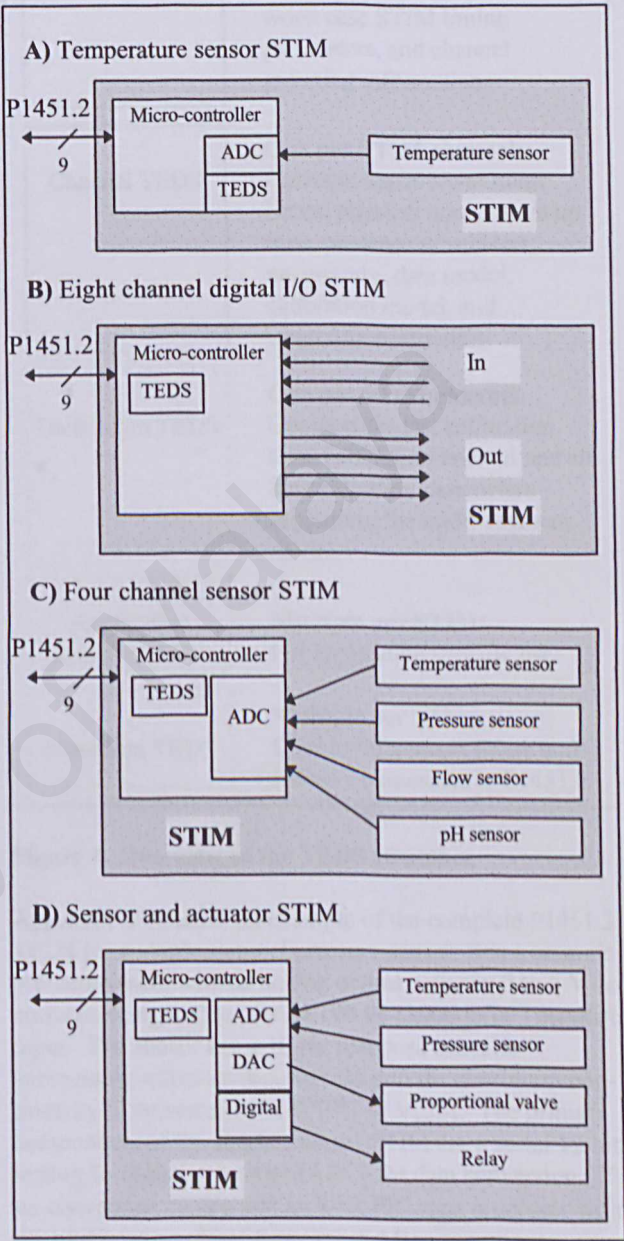 A) Temperature sensor STIM
P1451.2
9
Micro-controller
ADC
TEDS
Temperature sensor
STIM
B) Eight channel digital I/O STIM
P1451.2
9
Micro-controller
TEDS
In
Out
STIM
C) Four channel sensor STIM
P1451.2
9
Micro-controller
TEDS
ADC
Temperature sensor
Pressure sensor
Flow sensor
pH sensor
STIM
D) Sensor and actuator STIM
P1451.2
9
Micro-controller
TEDS
ADC
DAC
Digital
Temperature sensor
Pressure sensor
Proportional valve
Relay
STIM
of Malaya